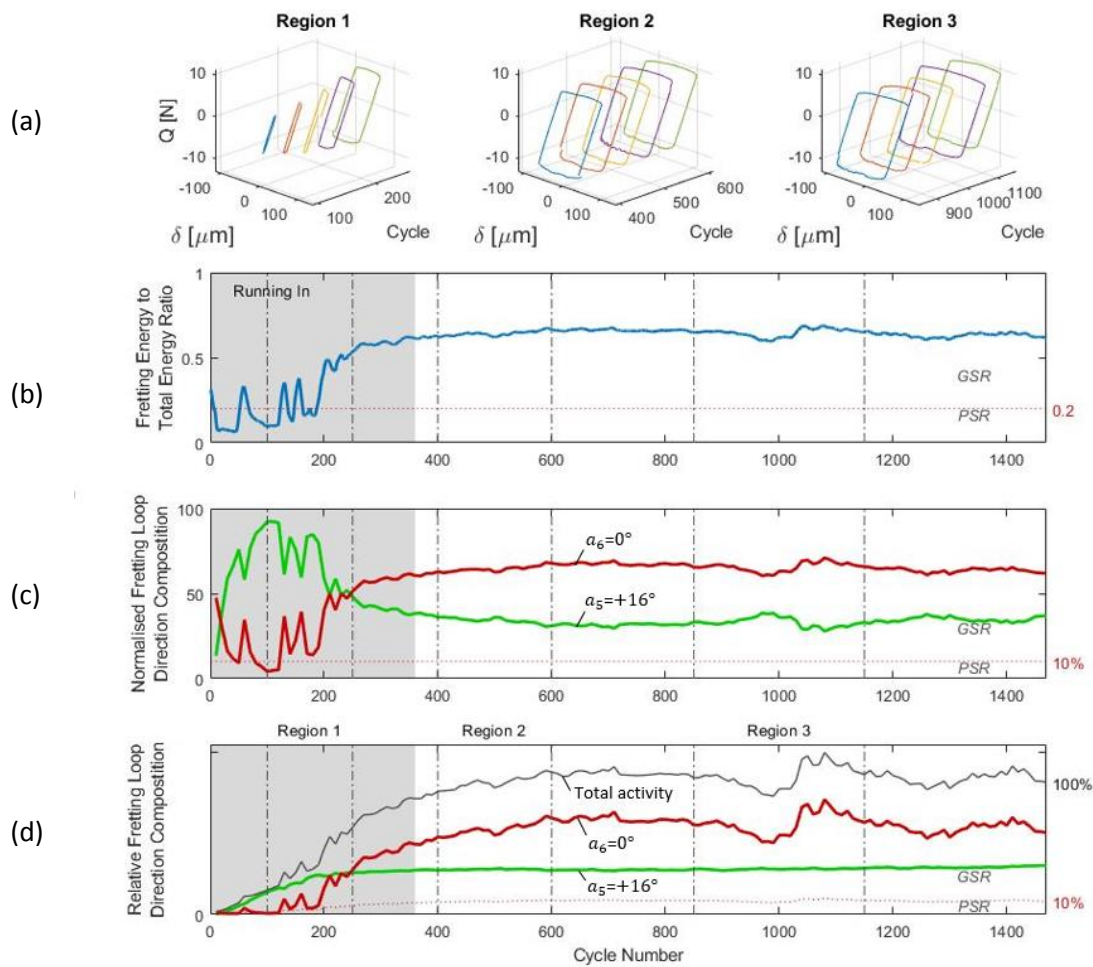 Region 1
Region 2
Region 3
(a)
Q [N]
10
0
-10
-100
0
100
δ [μm]
100
200
Cycle
10
0
-10
-100
0
100
δ [μm]
400
500
600
Cycle
10
0
-10
-100
0
100
δ [μm]
900
1000
1100
Cycle
(b)
Fretting Energy to
Total Energy Ratio
1
0.5
0
Running In
GSR
PSR
0.2
0 200 400 600 800 1000 1200 1400
(c)
Normalised Fretting Loop
Direction Compostition
100
50
0
a₆=0°
a₅=+16°
GSR
PSR
10%
0 200 400 600 800 1000 1200 1400
(d)
Relative Fretting Loop
Direction Compostition
0
Region 1 Region 2 Region 3
Total activity
a₆=0°
a₅=+16°
100%
GSR
PSR
10%
0 200 400 600 800 1000 1200 1400
Cycle Number